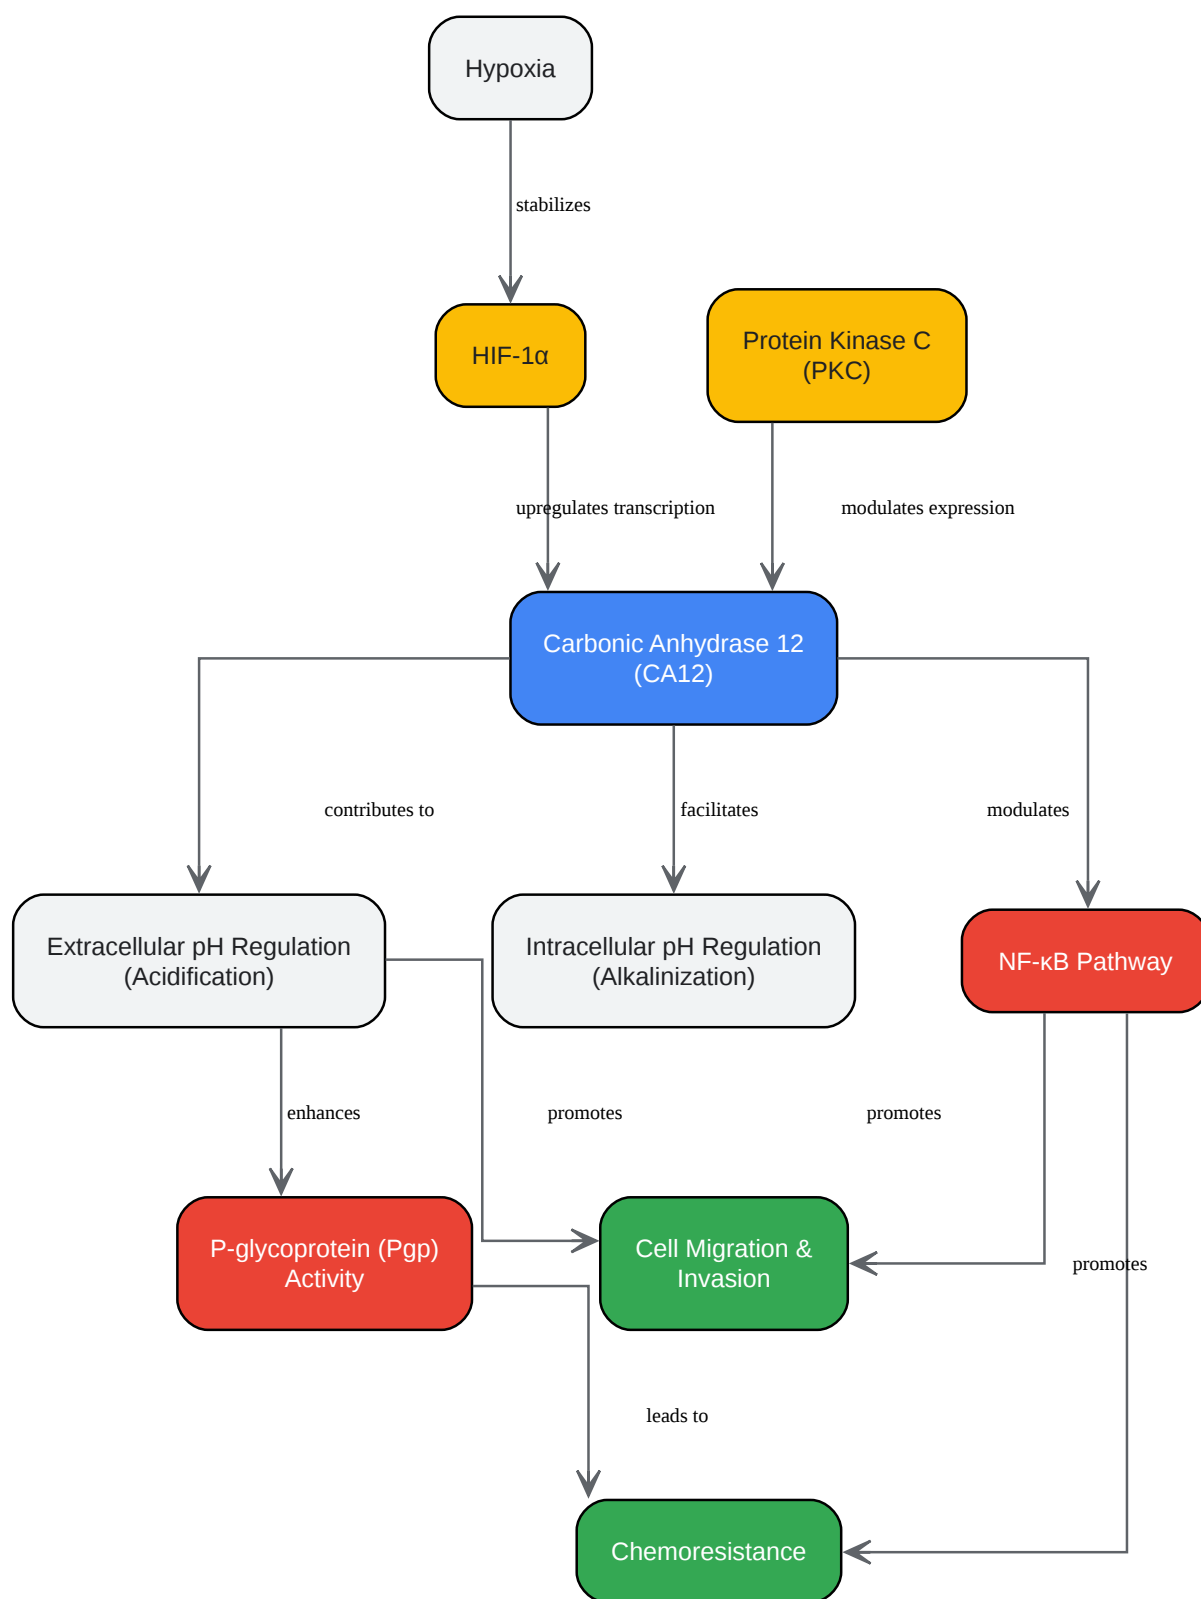 Hypoxia
stabilizes
HIF-1α
Protein Kinase C
(PKC)
upregulates transcription
modulates expression
Carbonic Anhydrase 12
(CA12)
contributes to
facilitates
modulates
Extracellular pH Regulation
(Acidification)
Intracellular pH Regulation
(Alkalinization)
NF-κB Pathway
enhances
promotes
promotes
P-glycoprotein (Pgp)
Activity
Cell Migration &
Invasion
promotes
leads to
Chemoresistance